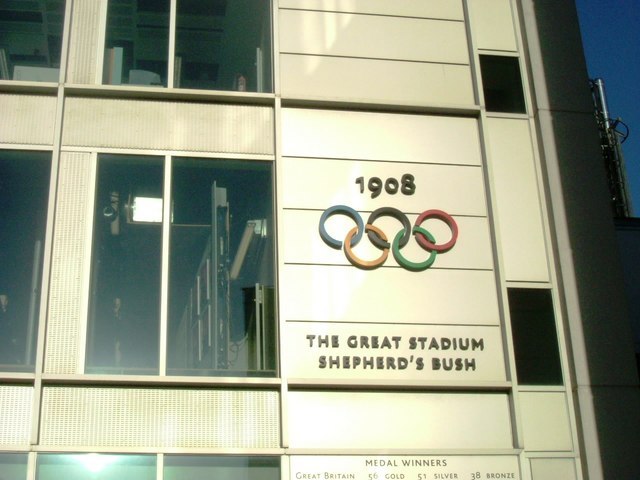 1908
THE GREAT STADIUM
SHEPHERD'S BUSH
MEDAL WINNERS
GREAT BRITAIN 56 GOLD 51 SILVER 38 BRONZE